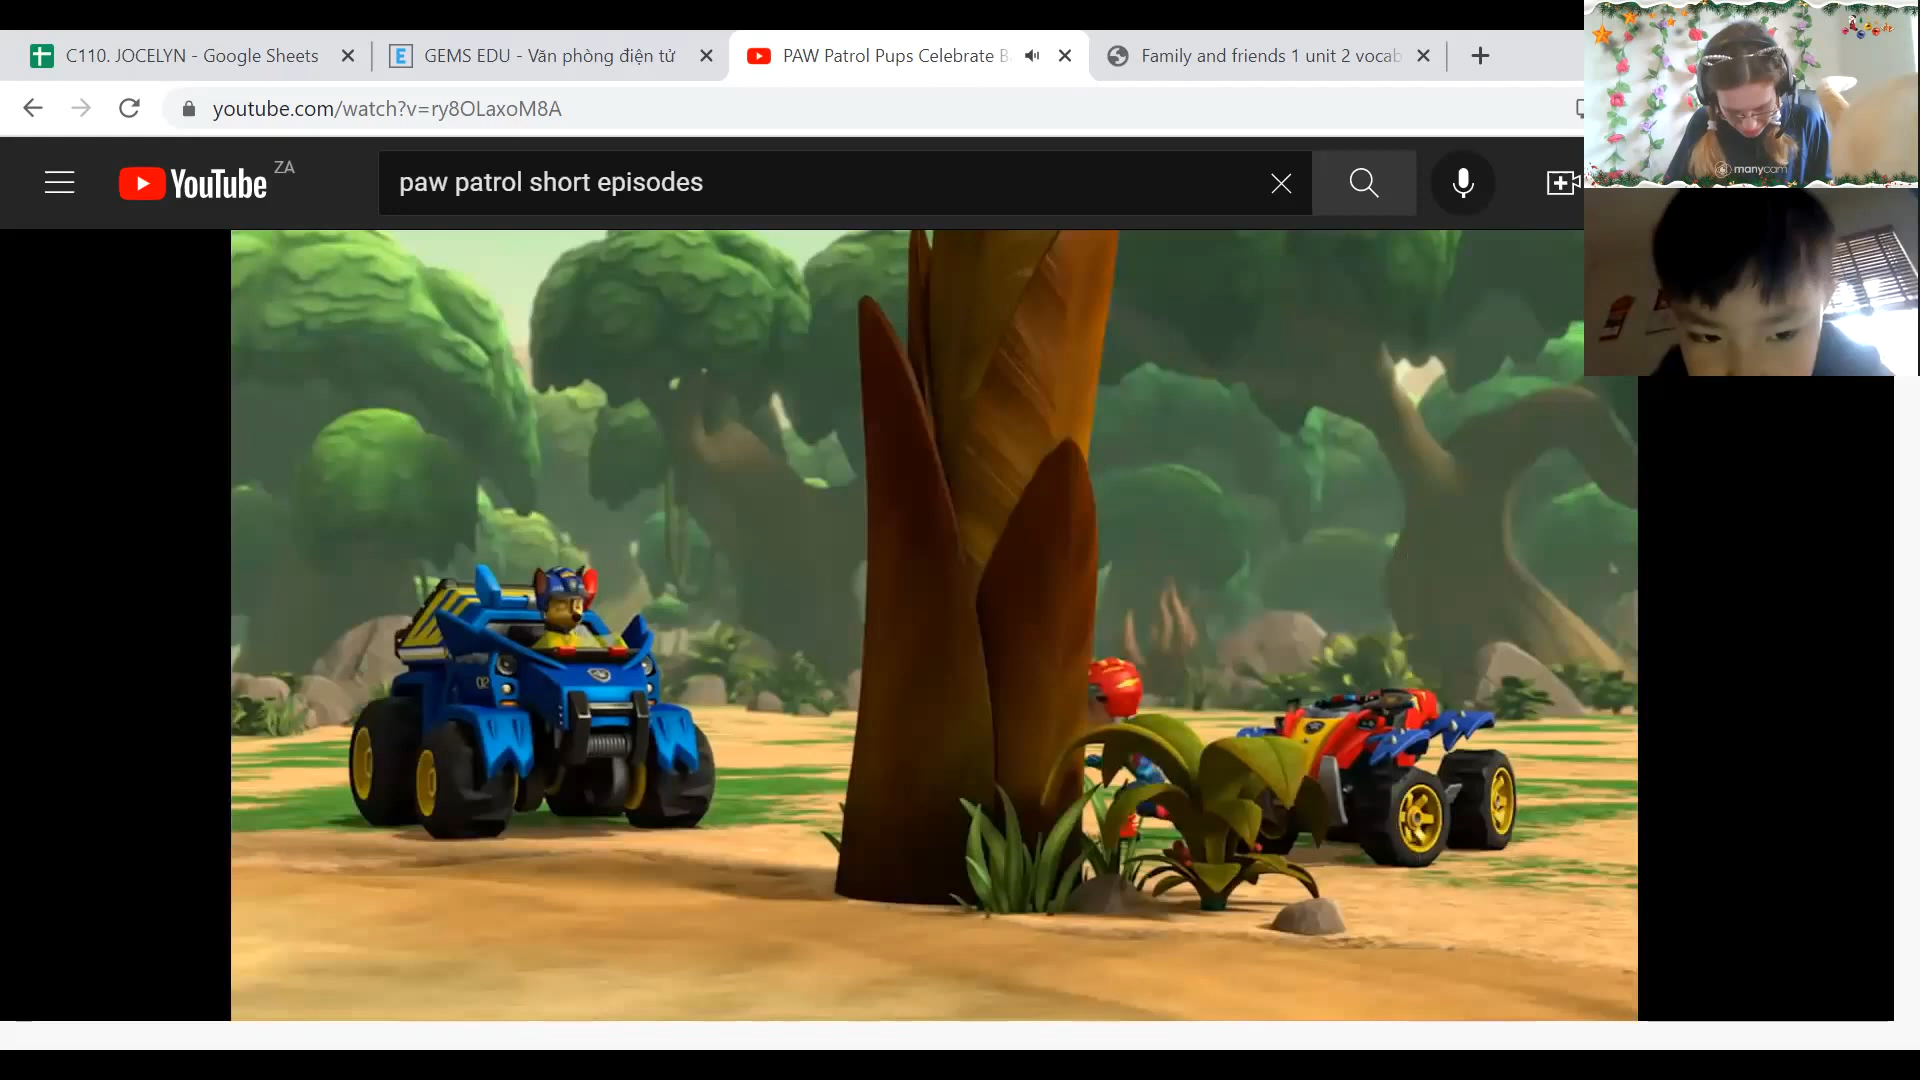 C110. JOCELYN - Google Sheets
GEMS EDU - Văn phòng điện tử
PAW Patrol Pups Celebrate B
Family and friends 1 unit 2 vocab
youtube.com/watch?v=ry8OLaxoM8A
YouTube ZA
paw patrol short episodes
manycam
02